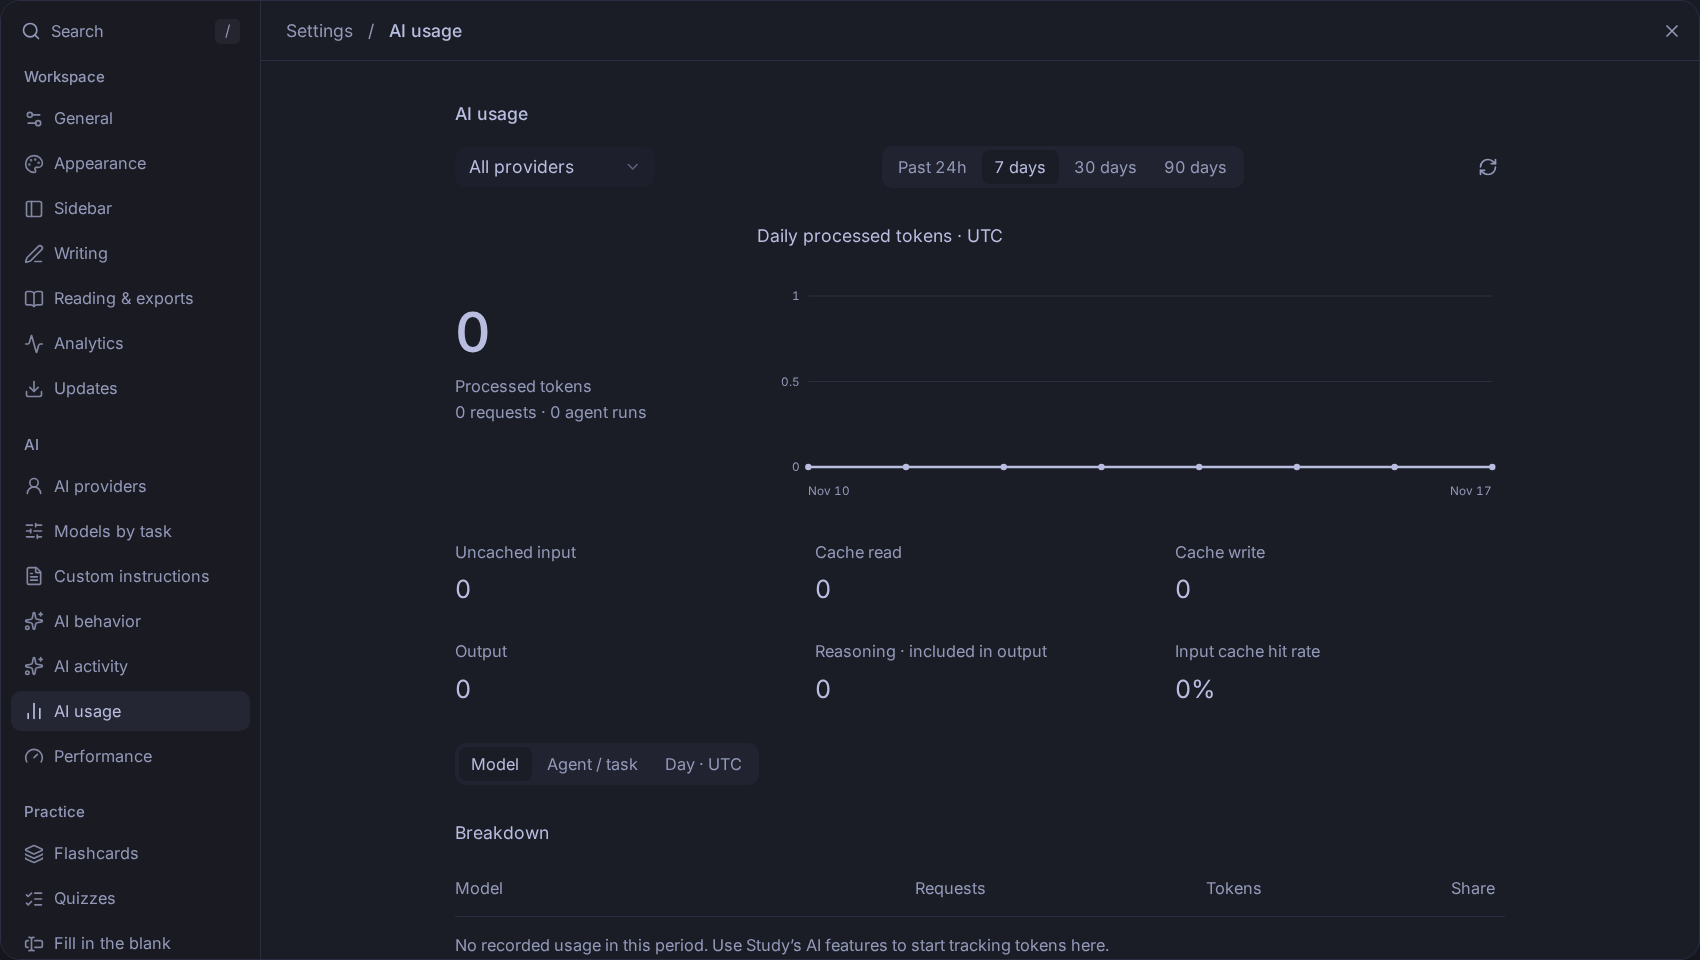 Search
/
Workspace
General
Appearance
Sidebar
Writing
Reading & exports
Analytics
Updates
AI
AI providers
Models by task
Custom instructions
AI behavior
AI activity
AI usage
Performance
Practice
Flashcards
Quizzes
Fill in the blank
Settings / AI usage
AI usage
All providers
Past 24h 7 days 30 days 90 days
Daily processed tokens · UTC
0
Processed tokens
0 requests · 0 agent runs
1
0.5
0
Nov 10 Nov 17
Uncached input Cache read Cache write
0 0 0
Output Reasoning · included in output Input cache hit rate
0 0 0%
Model Agent / task Day · UTC
Breakdown
Model Requests Tokens Share
No recorded usage in this period. Use Study’s AI features to start tracking tokens here.